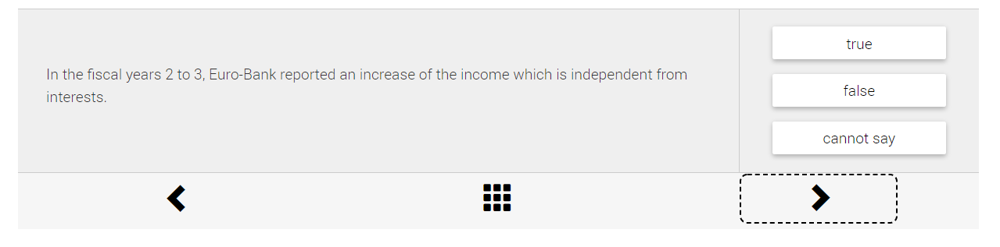 In the fiscal years 2 to 3, Euro-Bank reported an increase of the income which is independent from
interests.
true
false
cannot say